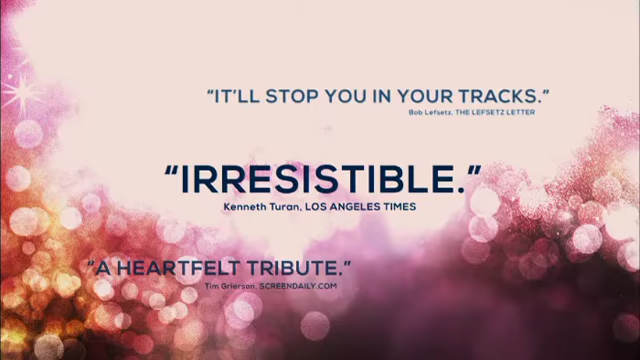 “IT’LL STOP YOU IN YOUR TRACKS.”
Bob Lefsetz, THE LEFSETZ LETTER
“IRRESISTIBLE.”
Kenneth Turan, LOS ANGELES TIMES
“A HEARTFELT TRIBUTE.”
Tim Grierson, SCREENDAILY.COM